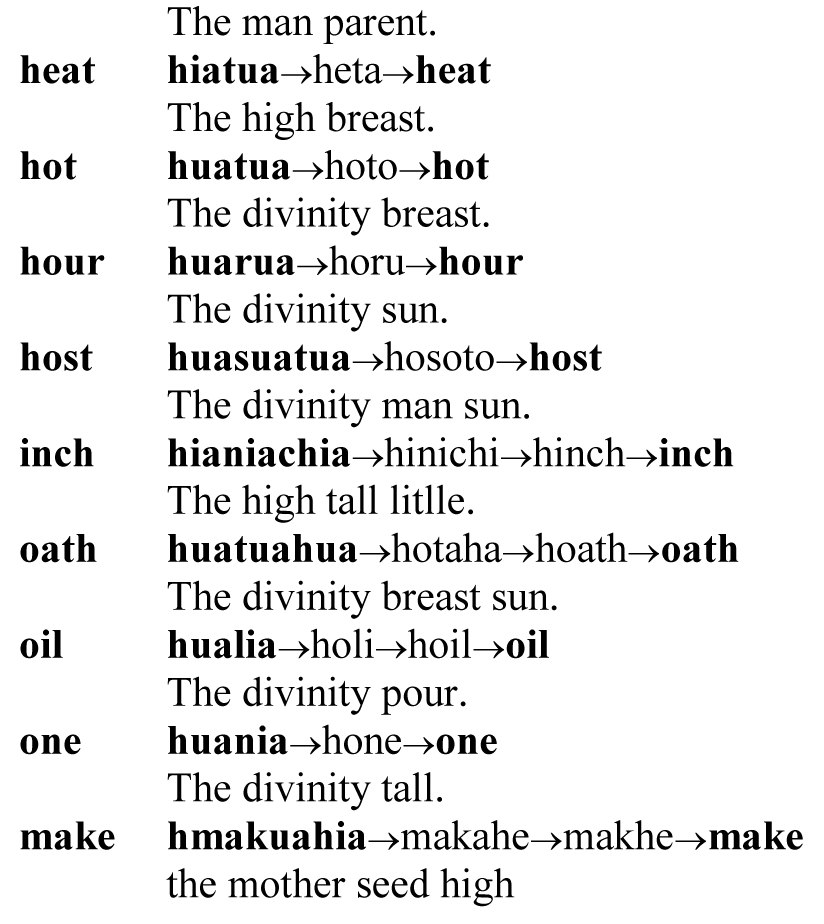 The man parent.
heat hiatua→heta→heat
The high breast.
hot huatua→hoto→hot
The divinity breast.
hour huarua→horu→hour
The divinity sun.
host huasuatua→hosoto→host
The divinity man sun.
inch hianiachia→hinichi→hinch→inch
The high tall litlle.
oath huatuahua→hotaha→hoath→oath
The divinity breast sun.
oil hualia→holi→hoil→oil
The divinity pour.
one huania→hone→one
The divinity tall.
make hmakuahia→makahe→makhe→make
the mother seed high